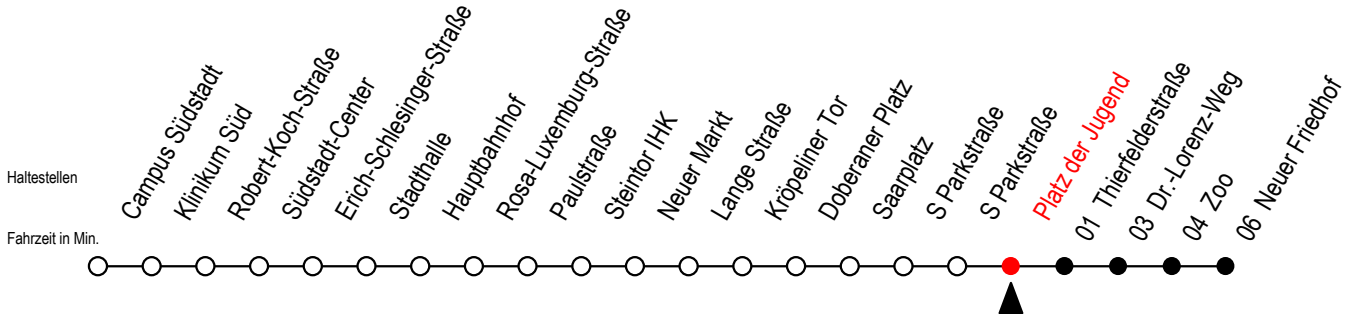 Haltestellen
Fahrzeit in Min.
Campus Südstadt
Klinikum Süd
Robert-Koch-Straße
Südstadt-Center
Erich-Schlesinger-Straße
Stadthalle
Hauptbahnhof
Rosa-Luxemburg-Straße
Paulstraße
Steintor IHK
Neuer Markt
Lange Straße
Kröpeliner Tor
Doberaner Platz
Saarplatz
S Parkstraße
S Parkstraße
Platz der Jugend
01 Thierfelderstraße
03 Dr.-Lorenz-Weg
04 Zoo
06 Neuer Friedhof